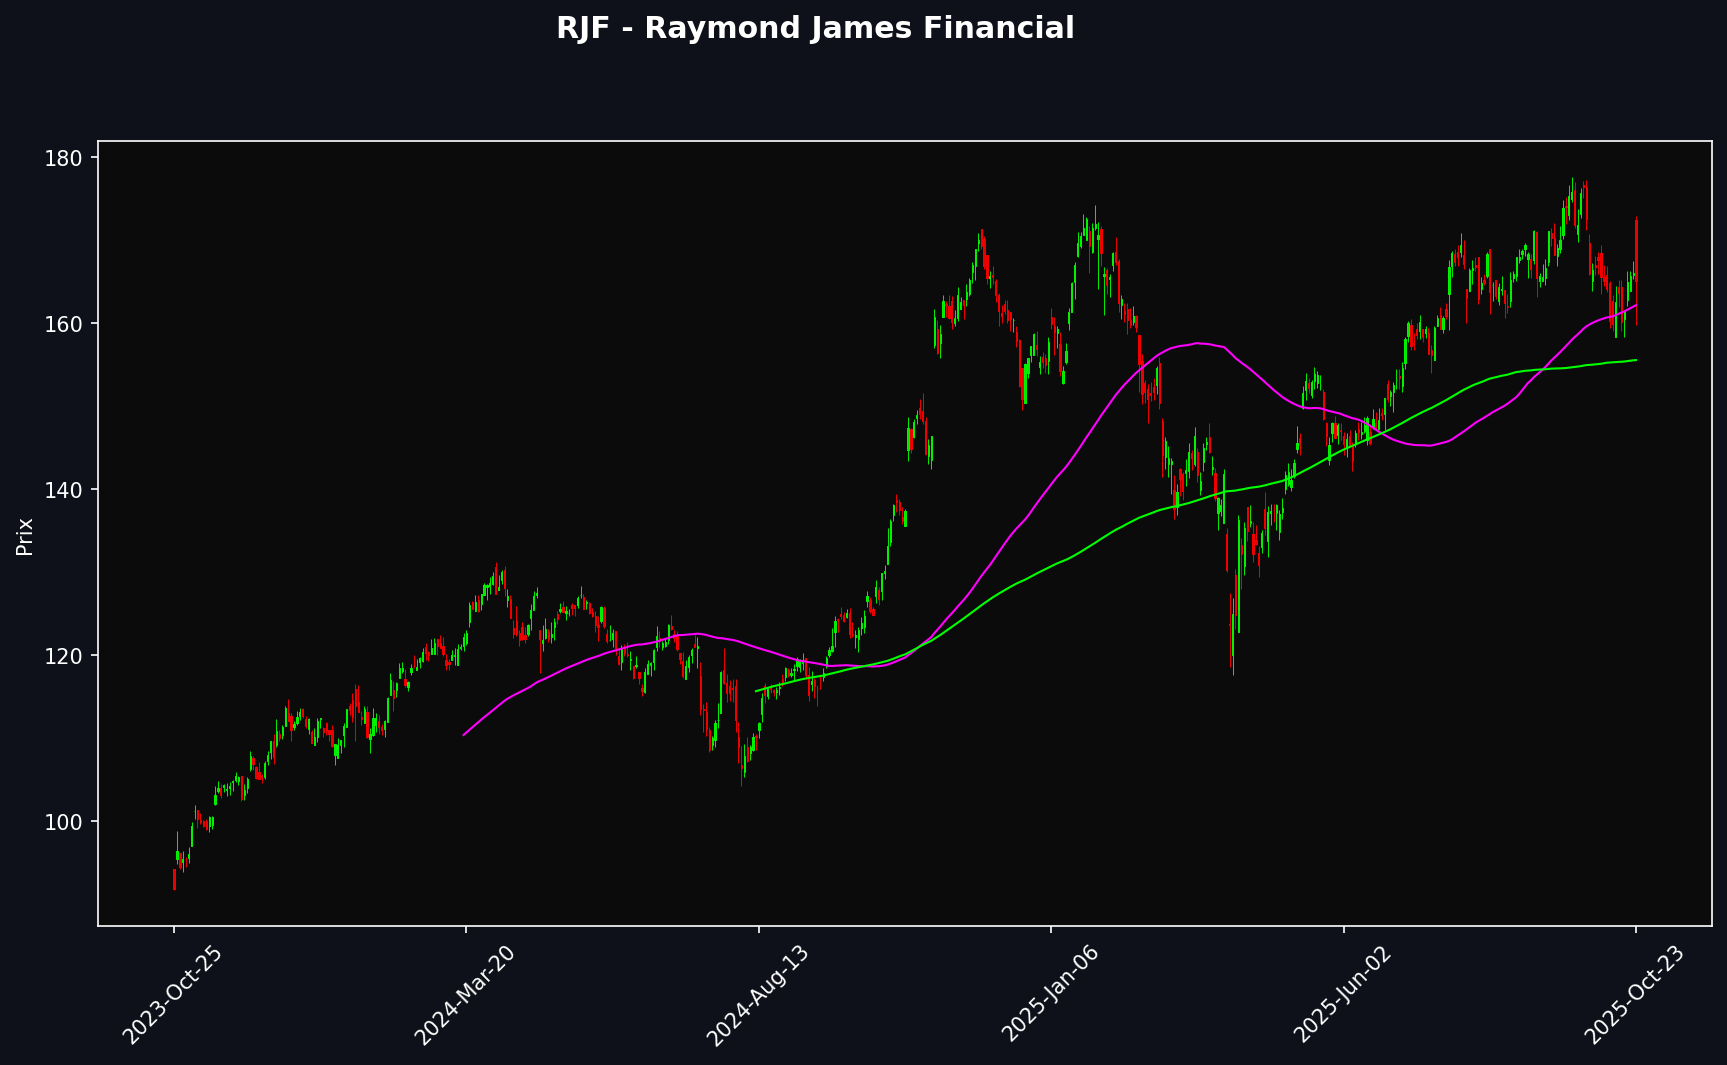 RJF - Raymond James Financial
180
160
140
120
100
Prix
2023-Oct-25
2024-Mar-20
2024-Aug-13
2025-Jan-06
2025-Jun-02
2025-Oct-23